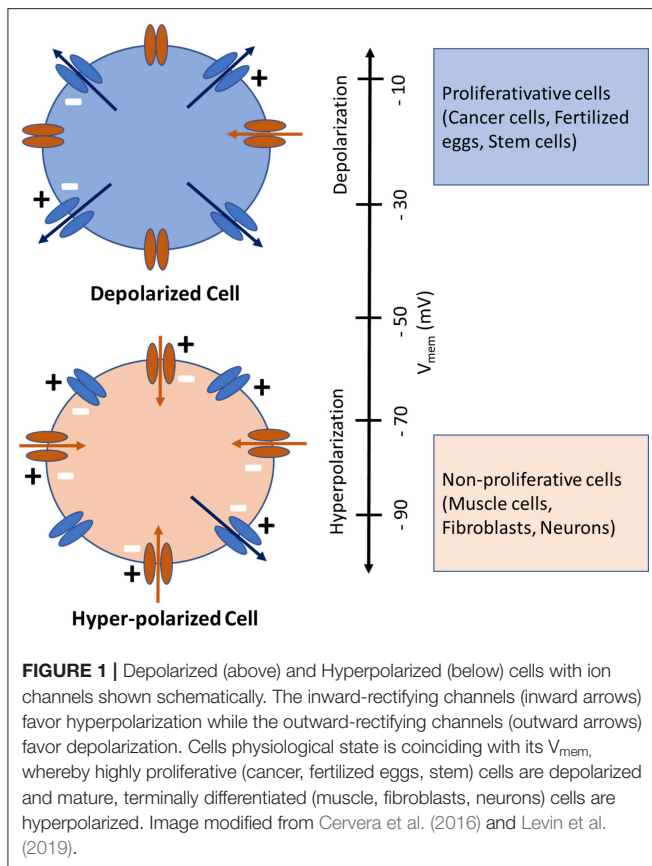 Depolarized Cell
Hyper-polarized Cell
Depolarization
Hyperpolarization
- 10
- 30
- 50
- 70
- 90
Vmem (mV)
Proliferativative cells
(Cancer cells, Fertilized
eggs, Stem cells)
Non-proliferative cells
(Muscle cells,
Fibroblasts, Neurons)
FIGURE 1 | Depolarized (above) and Hyperpolarized (below) cells with ion
channels shown schematically. The inward-rectifying channels (inward arrows)
favor hyperpolarization while the outward-rectifying channels (outward arrows)
favor depolarization. Cells physiological state is coinciding with its Vmem,
whereby highly proliferative (cancer, fertilized eggs, stem) cells are depolarized
and mature, terminally differentiated (muscle, fibroblasts, neurons) cells are
hyperpolarized. Image modified from Cervera et al. (2016) and Levin et al.
(2019).